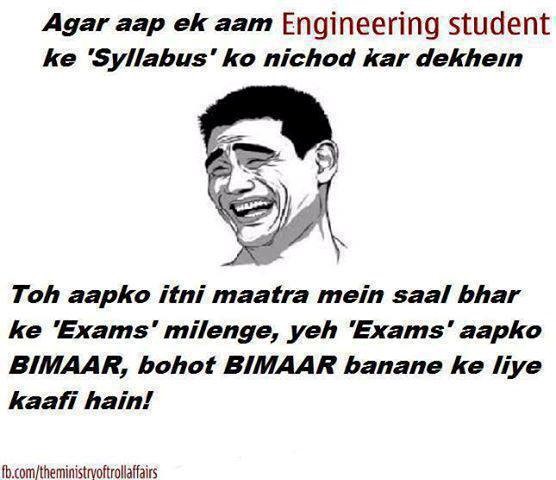 Agar aap ek aam Engineering student
ke 'Syllabus' ko nichod kar dekhein
Toh aapko itni maatra mein saal bhar
ke 'Exams' milenge, yeh 'Exams' aapko
BIMAAR, bohot BIMAAR banane ke liye
kaafi hain!
fb.com/theministryoftrollaffairs